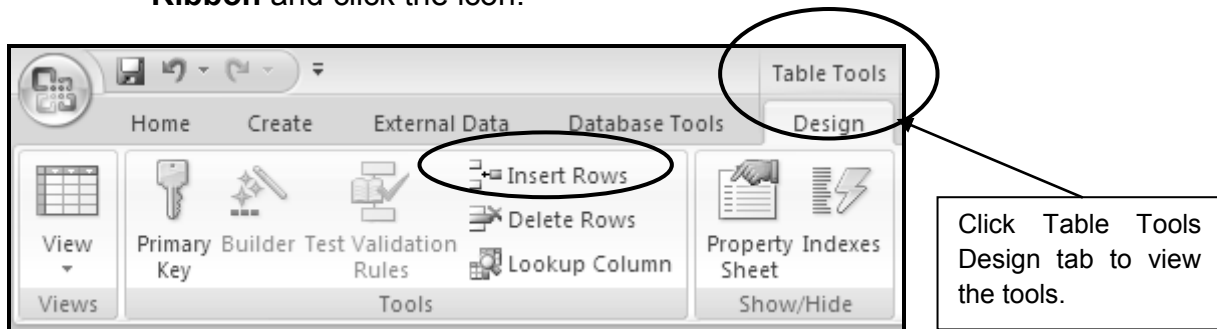 Ribbon and click the icon.
Table Tools
Home Create External Data Database Tools Design
Insert Rows
Delete Rows
Lookup Column
View
Primary Key
Builder
Test Validation Rules
Property Sheet
Indexes
Views
Tools
Show/Hide
Click Table Tools
Design tab to view
the tools.